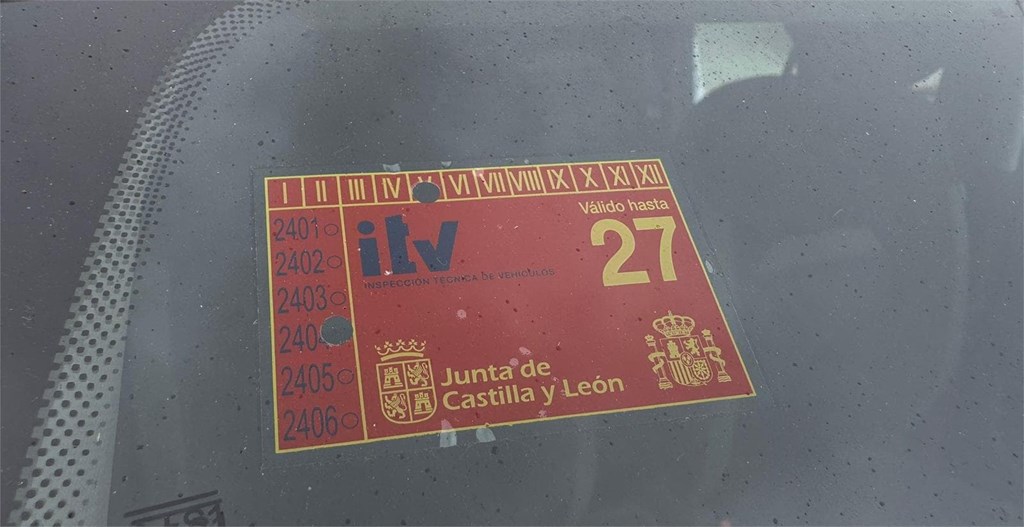 I II III IV V VI VII VIII IX X XI XII
Válido hasta
27
2401
2402
2403
2404
2405
2406
itv
INSPECCIÓN TÉCNICA DE VEHÍCULOS
Junta de
Castilla y León